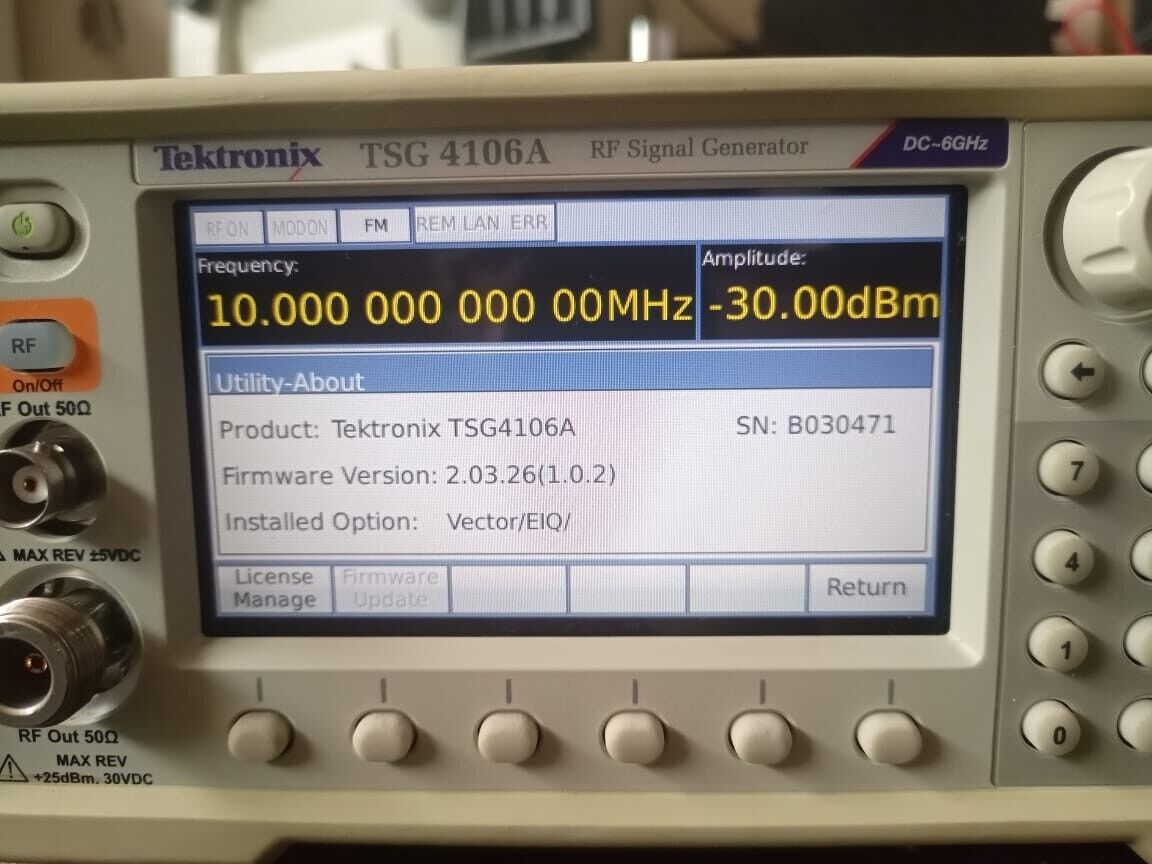 Tektronix TSG 4106A RF Signal Generator DC~6GHz
RF ON MOD ON FM REM LAN ERR
Frequency: Amplitude:
10.000 000 000 00MHz -30.00dBm
Utility-About
Product: Tektronix TSG4106A SN: B030471
Firmware Version: 2.03.26(1.0.2)
Installed Option: Vector/EIQ/
License Manage
Firmware Update
Return
RF
On/Off
F Out 50Ω
MAX REV ±5VDC
RF Out 50Ω
MAX REV
+25dBm. 30VDC
7
4
1
0